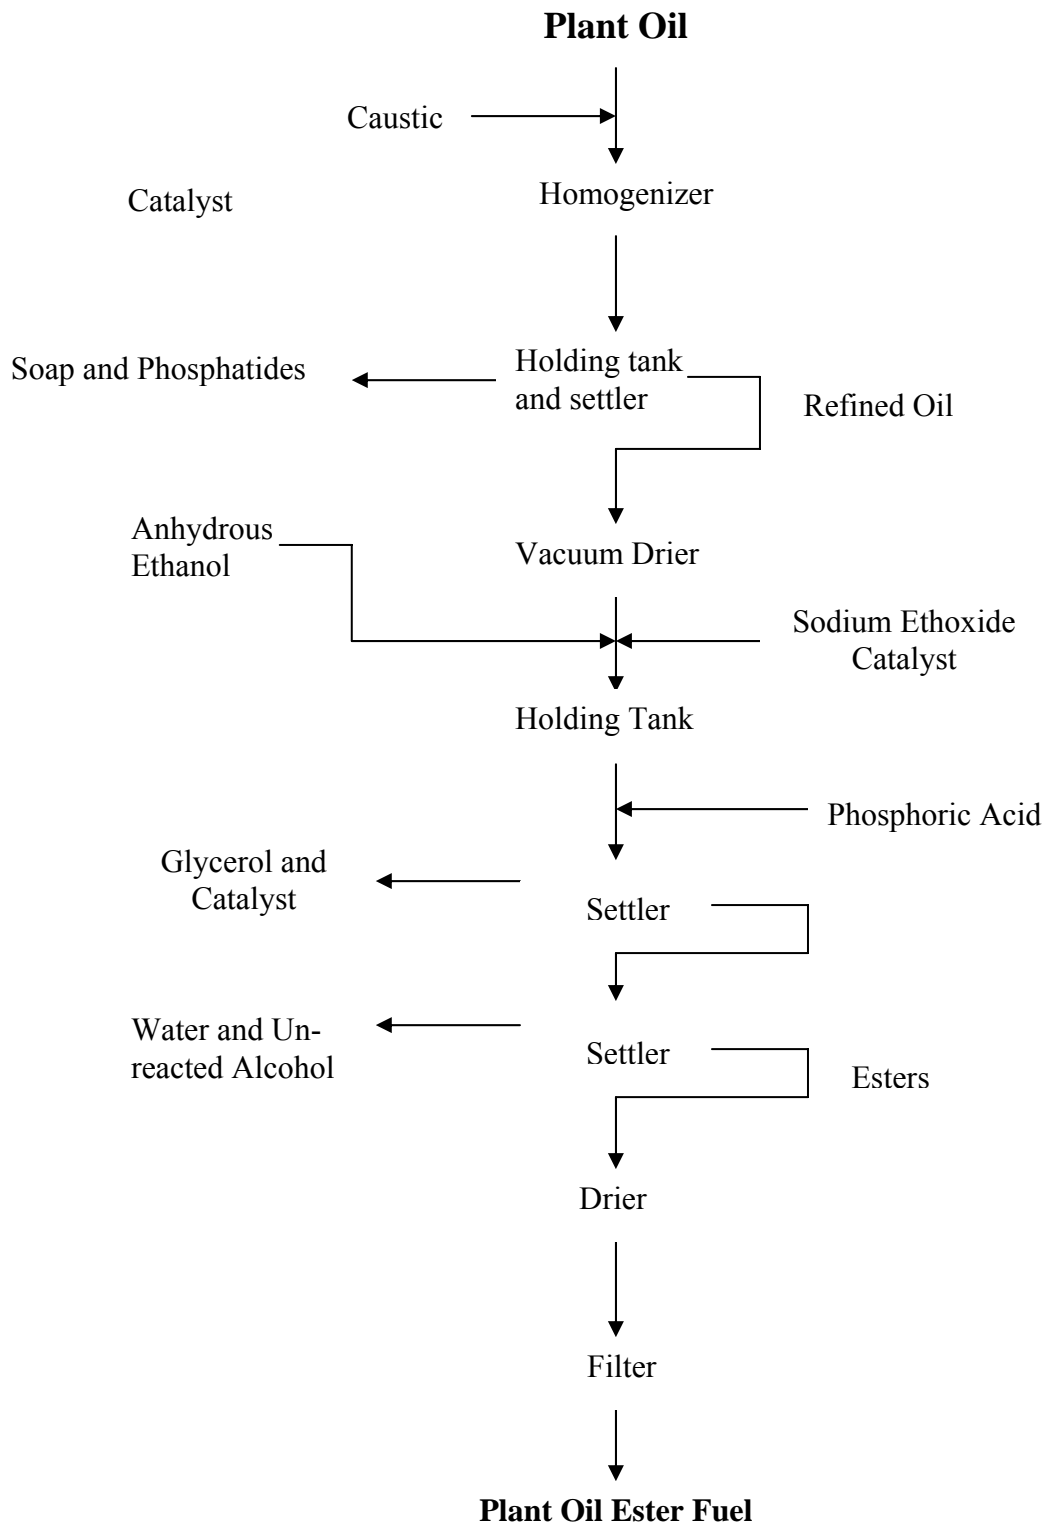 Plant Oil
Caustic
Catalyst
Homogenizer
Soap and Phosphatides
Holding tank
and settler
Refined Oil
Anhydrous
Ethanol
Vacuum Drier
Sodium Ethoxide
Catalyst
Holding Tank
Phosphoric Acid
Glycerol and
Catalyst
Settler
Water and Un-
reacted Alcohol
Settler
Esters
Drier
Filter
Plant Oil Ester Fuel